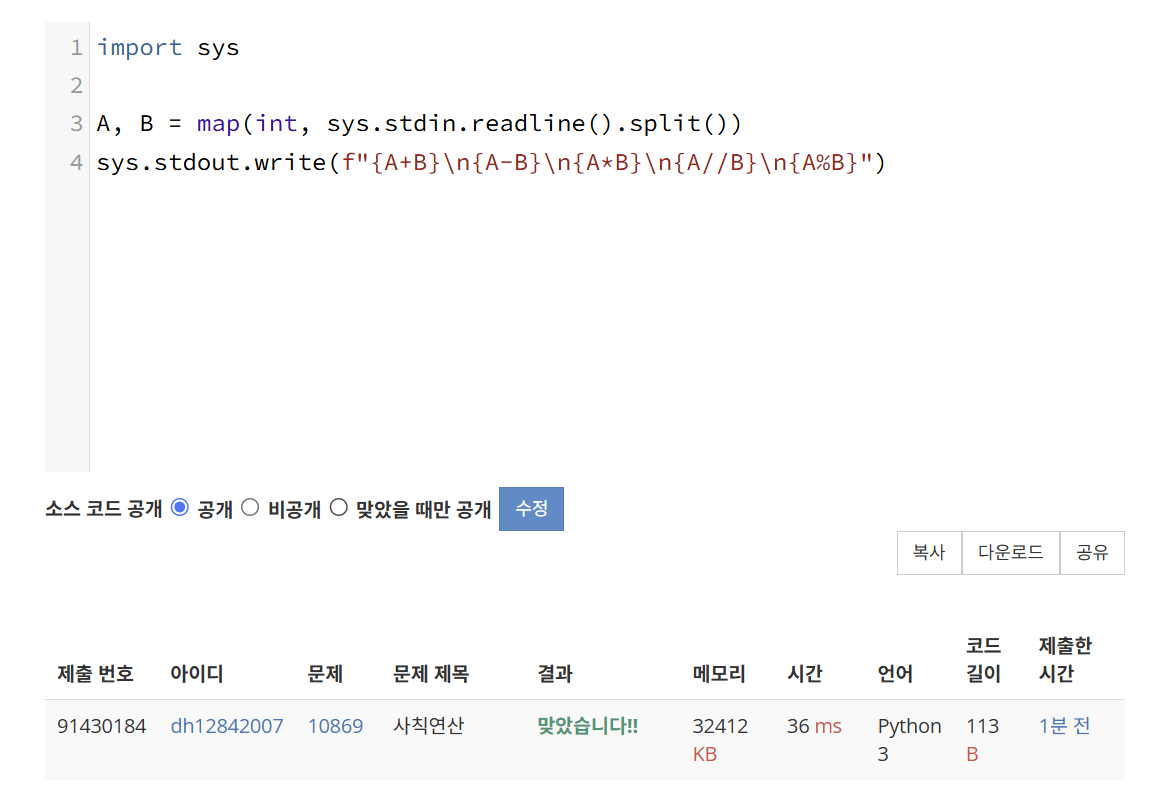 1 import sys
2
3 A, B = map(int, sys.stdin.readline().split())
4 sys.stdout.write(f"{A+B}\n{A-B}\n{A*B}\n{A//B}\n{A%B}")
소스 코드 공개 공개 비공개 맞았을 때만 공개 수정
복사 다운로드 공유
제출 번호 아이디 문제 문제 제목 결과 메모리 시간 언어 코드 길이 제출한 시간
91430184 dh12842007 10869 사칙연산 맞았습니다!! 32412 KB 36 ms Python 3 113 B 1분 전